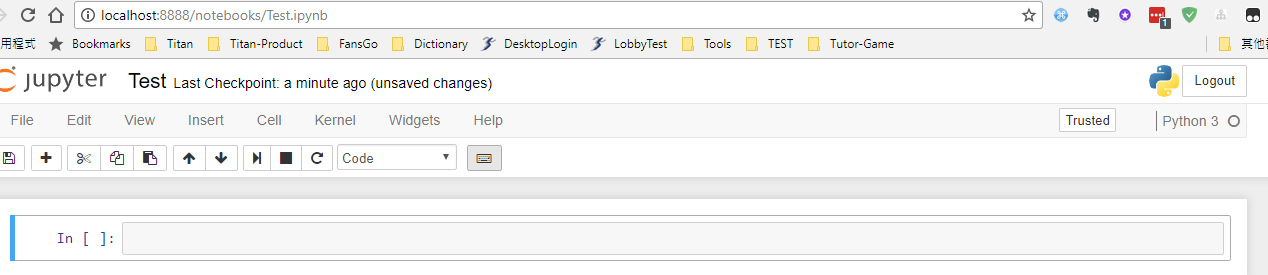 localhost:8888/notebooks/Test.ipynb
1
用程式 Bookmarks Titan Titan-Product FansGo Dictionary DesktopLogin LobbyTest Tools TEST Tutor-Game 其他
jupyter Test Last Checkpoint: a minute ago (unsaved changes) Logout
File Edit View Insert Cell Kernel Widgets Help Trusted Python 3
Code
In [ ]: